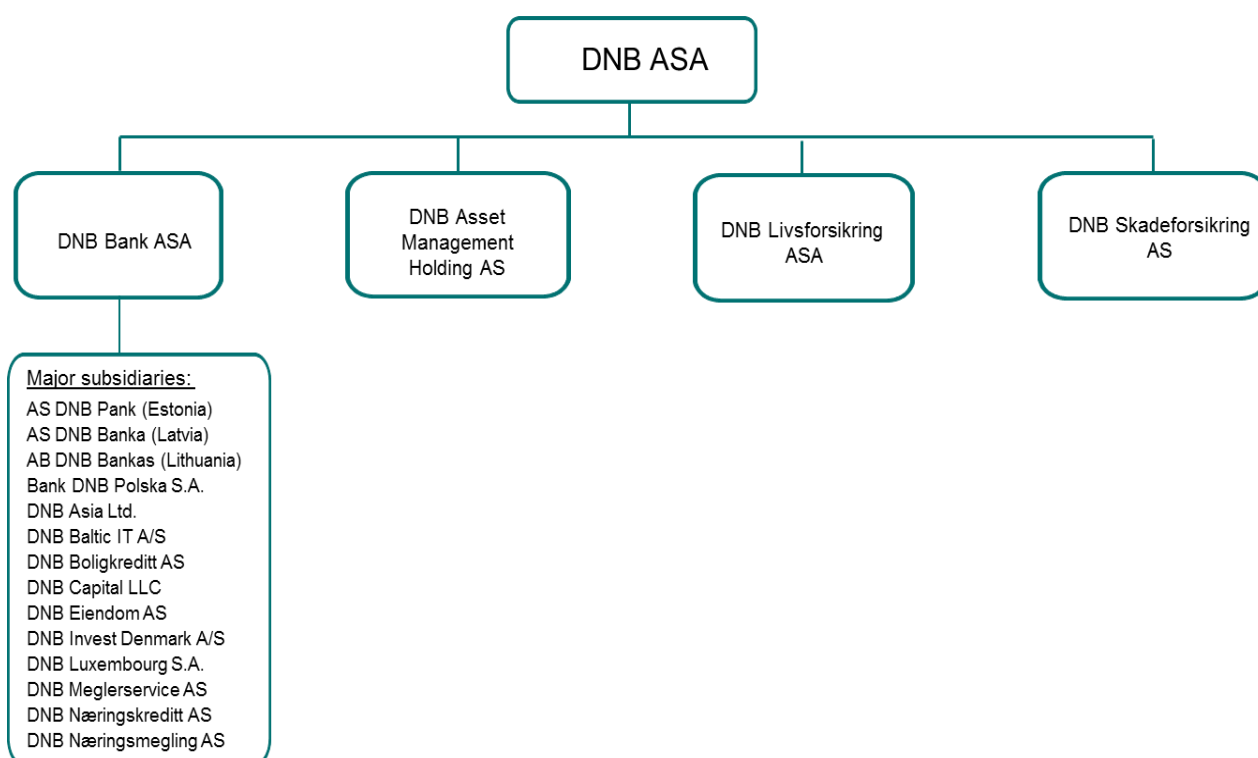 DNB ASA
DNB Bank ASA
DNB Asset
Management
Holding AS
DNB Livsforsikring
ASA
DNB Skadeforsikring
AS
Major subsidiaries:
AS DNB Pank (Estonia)
AS DNB Banka (Latvia)
AB DNB Bankas (Lithuania)
Bank DNB Polska S.A.
DNB Asia Ltd.
DNB Baltic IT A/S
DNB Boligkreditt AS
DNB Capital LLC
DNB Eiendom AS
DNB Invest Denmark A/S
DNB Luxembourg S.A.
DNB Meglerservice AS
DNB Næringskreditt AS
DNB Næringsmegling AS